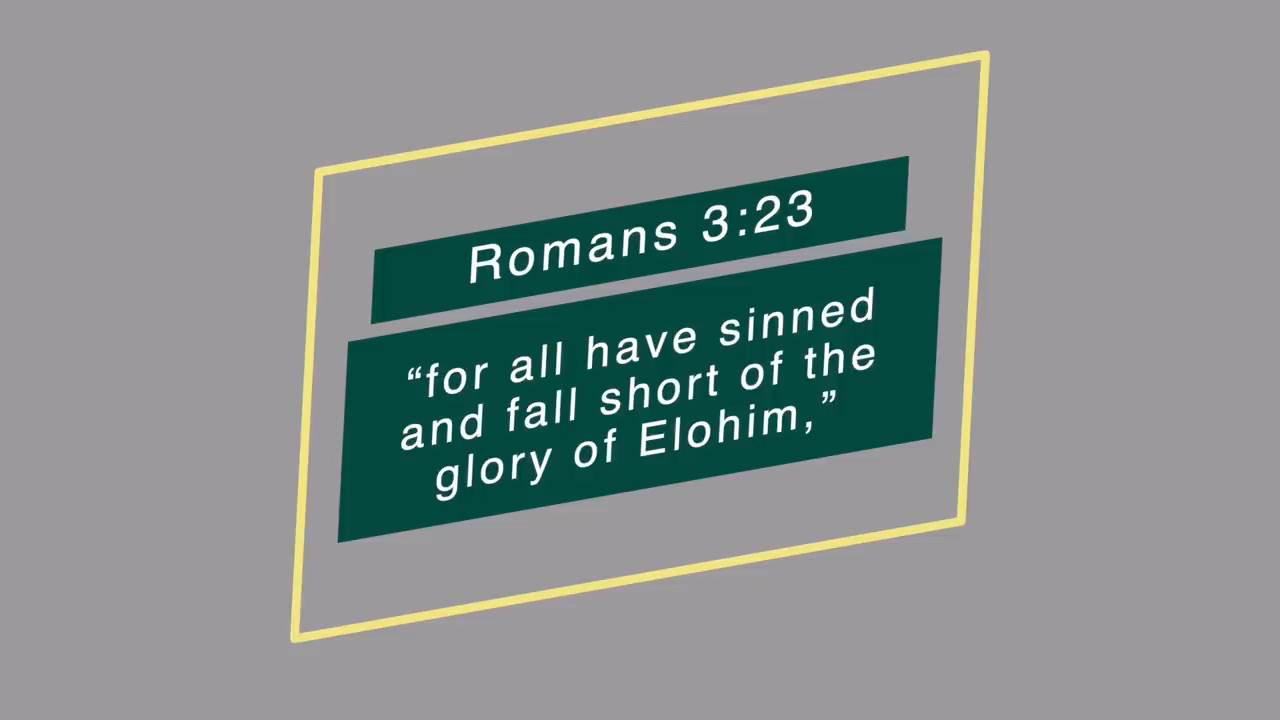 Romans 3:23
“for all have sinned
and fall short of the
glory of Elohim,”